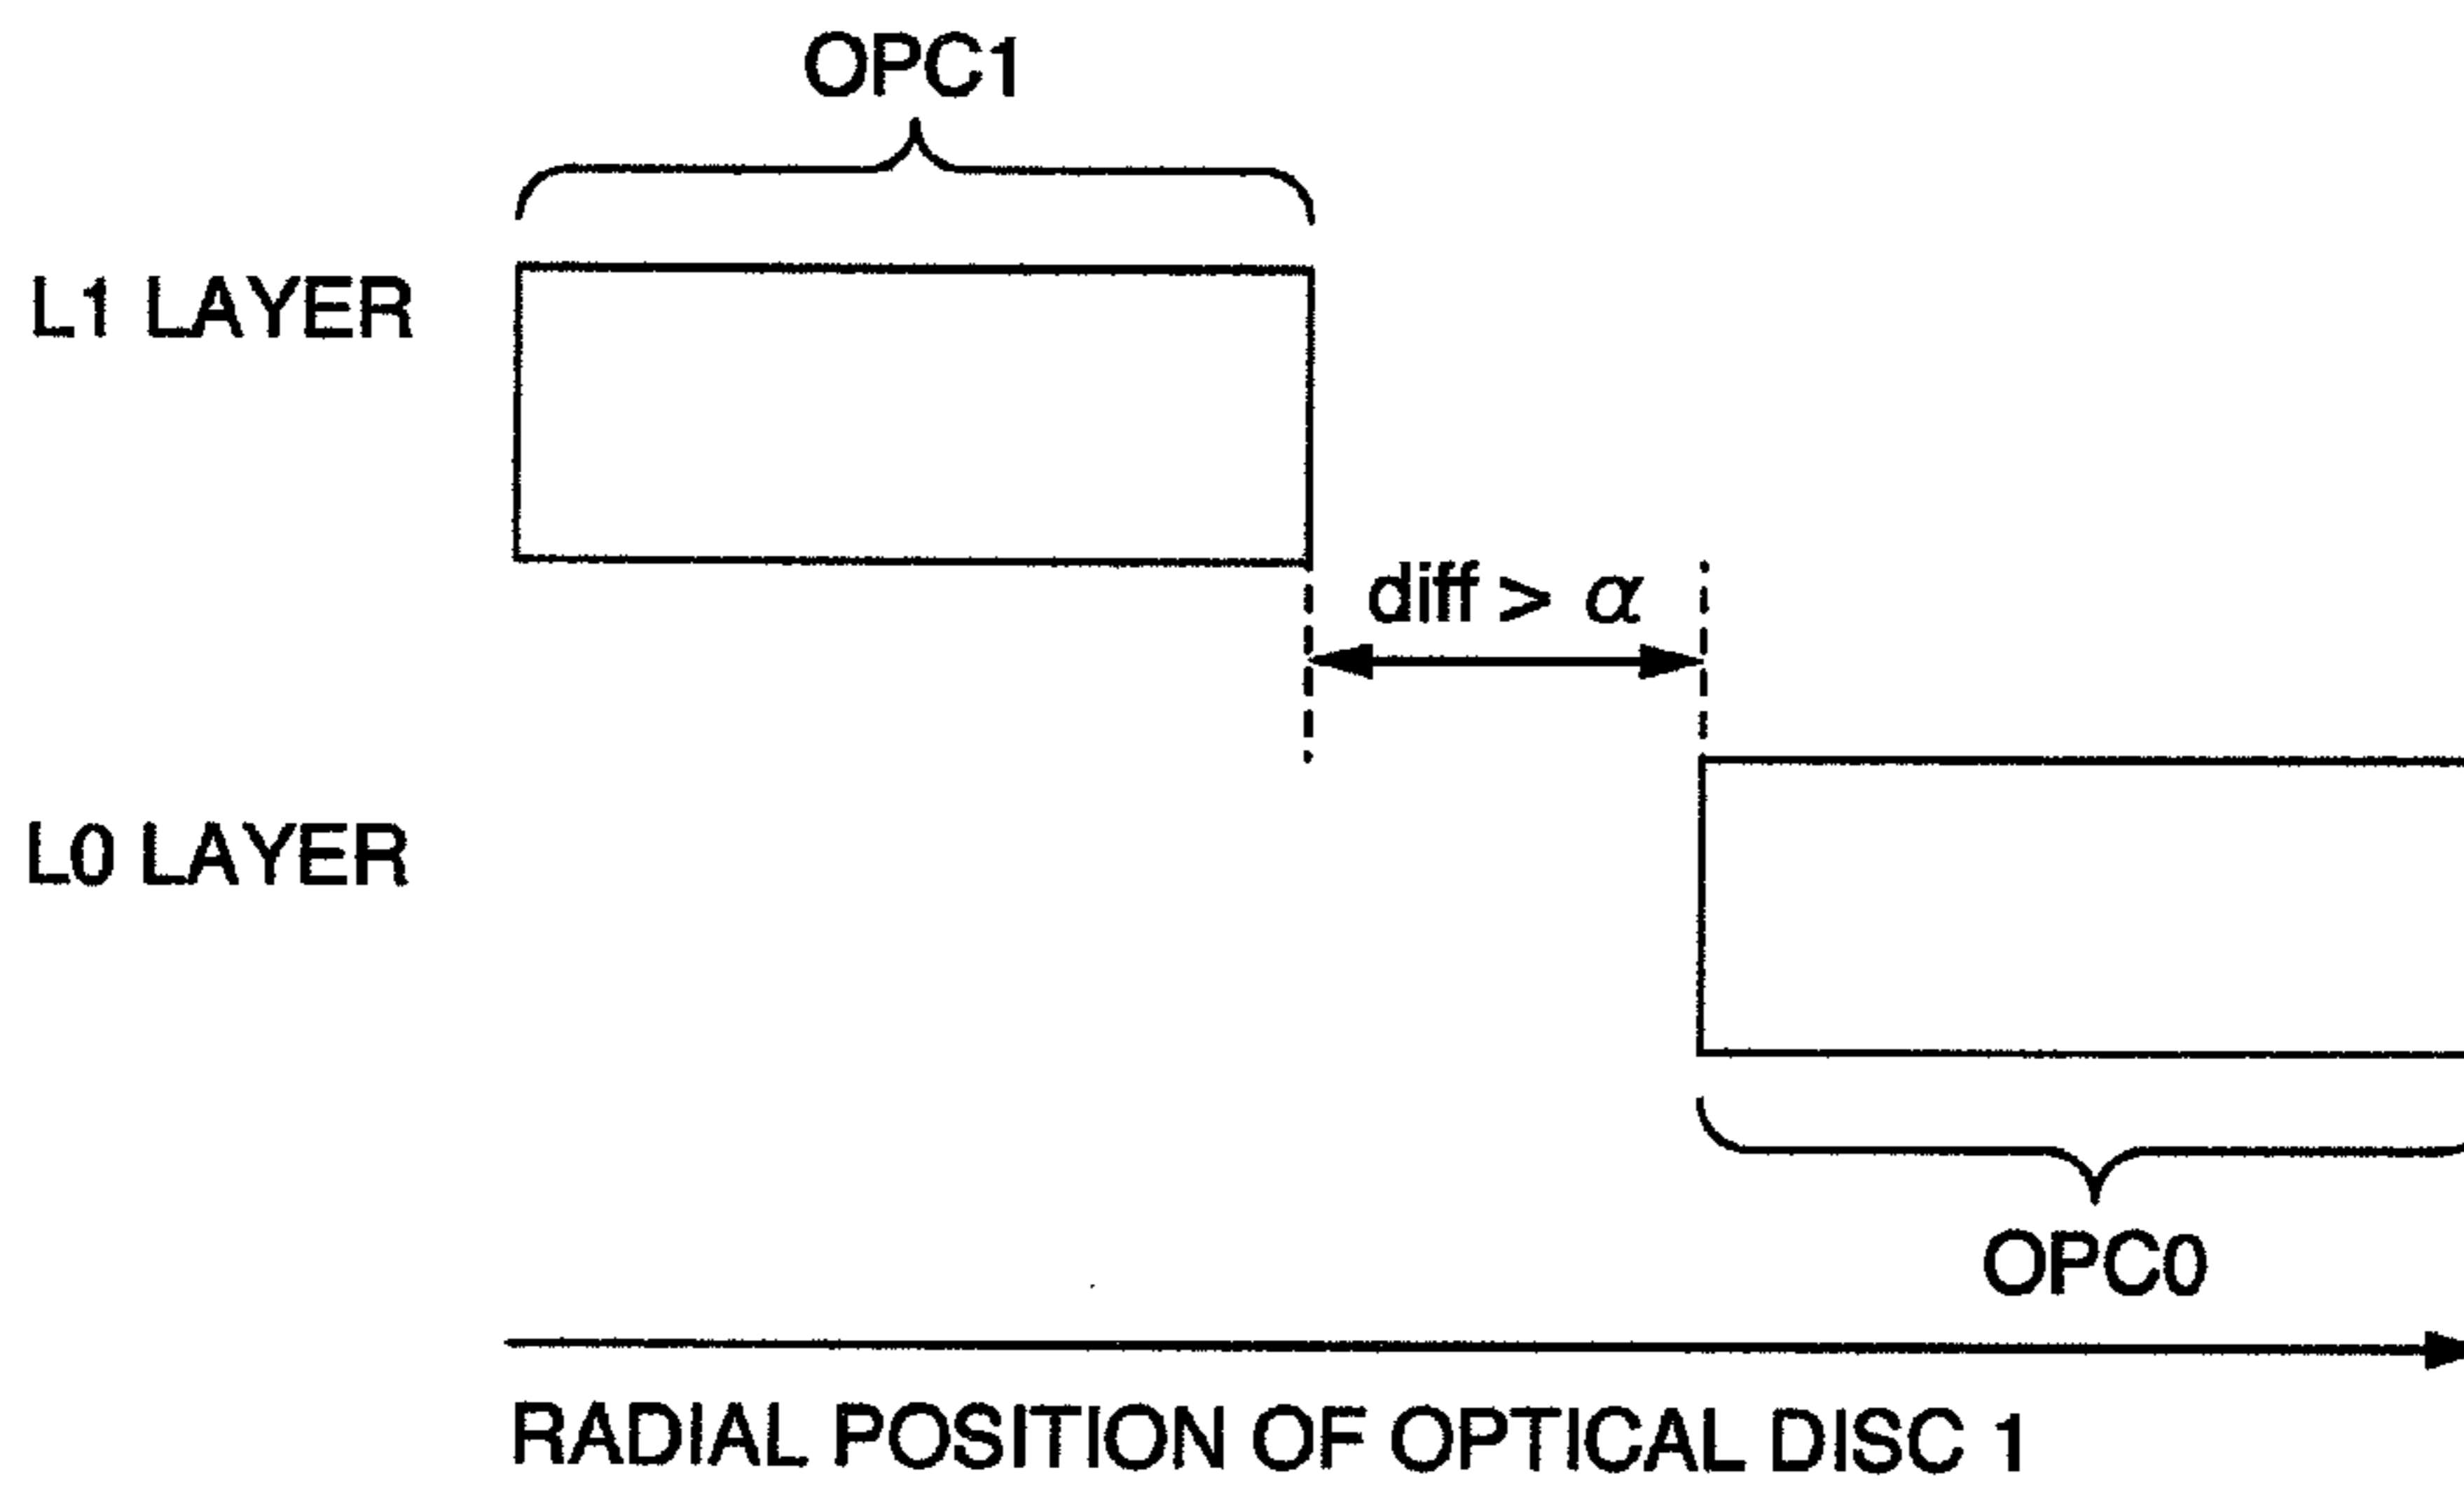 OPC1
L1 LAYER
diff > α
L0 LAYER
OPC0
RADIAL POSITION OF OPTICAL DISC 1